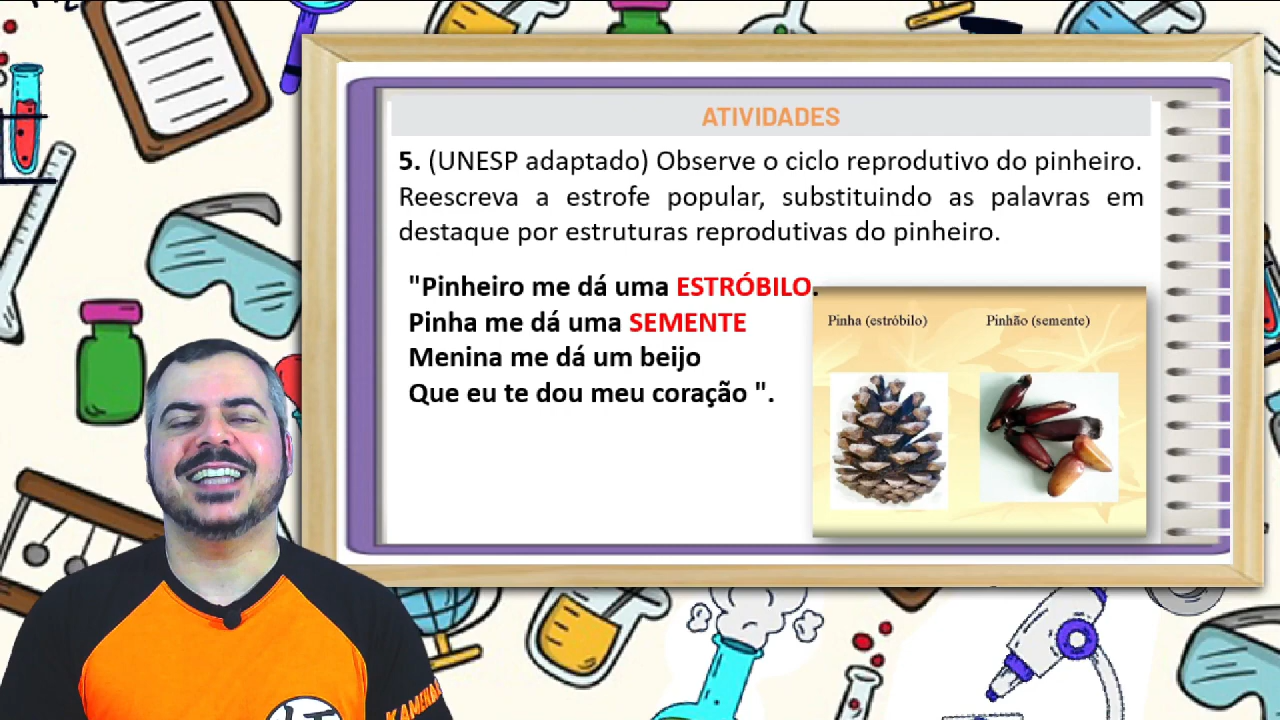 ATIVIDADES
5. (UNESP adaptado) Observe o ciclo reprodutivo do pinheiro.
Reescreva a estrofe popular, substituindo as palavras em
destaque por estruturas reprodutivas do pinheiro.
"Pinheiro me dá uma ESTRÓBILO.
Pinha me dá uma SEMENTE
Menina me dá um beijo
Que eu te dou meu coração ".
Pinha (estróbilo)
Pinhão (semente)